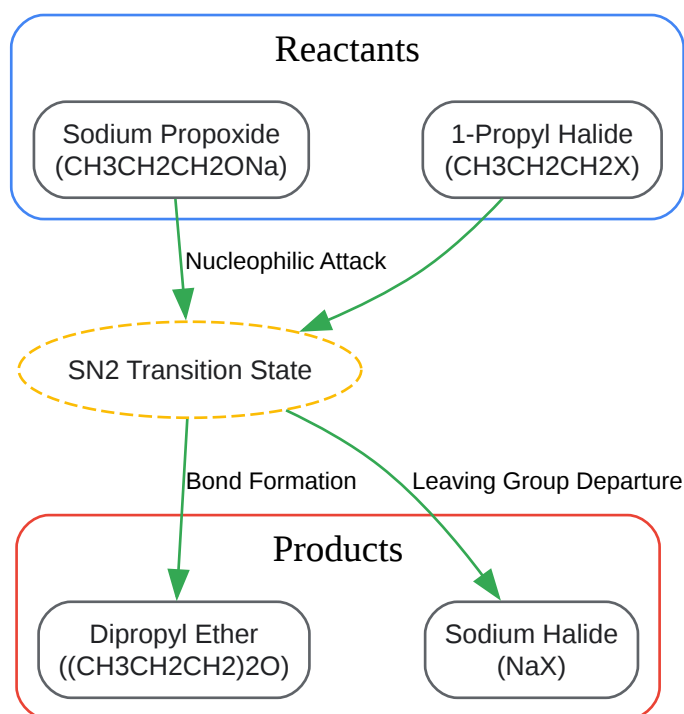 Reactants
Sodium Propoxide
(CH3CH2CH2ONa)
1-Propyl Halide
(CH3CH2CH2X)
Nucleophilic Attack
SN2 Transition State
Bond Formation
Leaving Group Departure
Products
Dipropyl Ether
((CH3CH2CH2)2O)
Sodium Halide
(NaX)